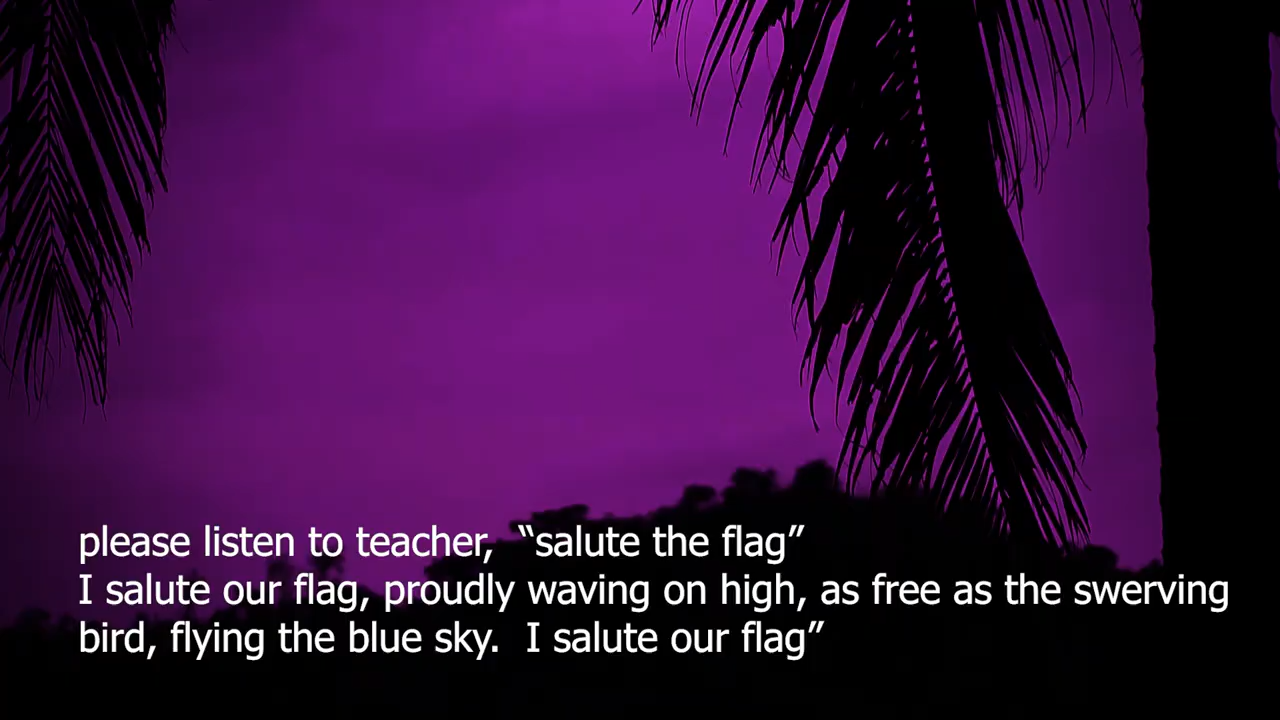 please listen to teacher,  “salute the flag”
I salute our flag, proudly waving on high, as free as the swerving
bird, flying the blue sky.  I salute our flag”